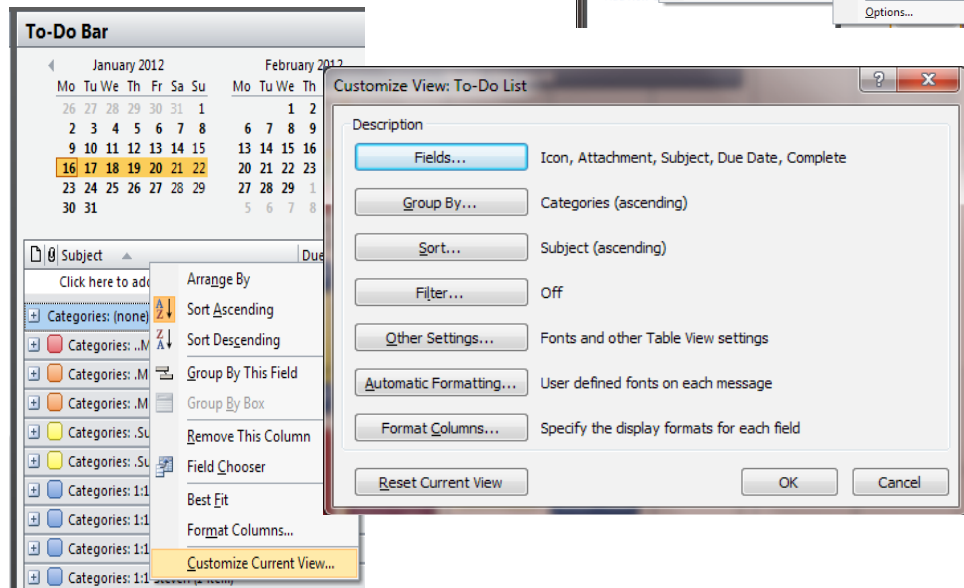 Options...
To-Do Bar
January 2012
Mo Tu We Th Fr Sa Su
26 27 28 29 30 31 1
2 3 4 5 6 7 8
9 10 11 12 13 14 15
16 17 18 19 20 21 22
23 24 25 26 27 28 29
30 31
February 2012
Mo Tu We Th
1 2
6 7 8 9
13 14 15 16
20 21 22 23
27 28 29 1
5 6 7 8
Subject Due
Click here to add
Categories: (none)
Categories: ..M
Categories: .M
Categories: .M
Categories: .Su
Categories: .Su
Categories: 1:1
Categories: 1:1
Categories: 1:1
Categories: 1:1
Arrange By
Sort Ascending
Sort Descending
Group By This Field
Group By Box
Remove This Column
Field Chooser
Best Fit
Format Columns...
Customize Current View...
Customize View: To-Do List
Description
Fields... Icon, Attachment, Subject, Due Date, Complete
Group By... Categories (ascending)
Sort... Subject (ascending)
Filter... Off
Other Settings... Fonts and other Table View settings
Automatic Formatting... User defined fonts on each message
Format Columns... Specify the display formats for each field
Reset Current View OK Cancel